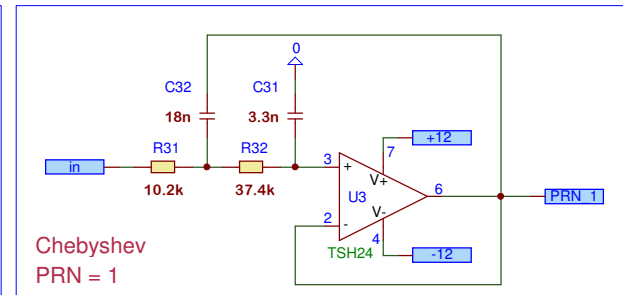 0
C32
C31
18n
3.3n
+12
R31
R32
3
7
in
+
V+
6
PRN_1
U3
10.2k
37.4k
2
V-
-
4
TSH24
-12
Chebyshev
PRN = 1